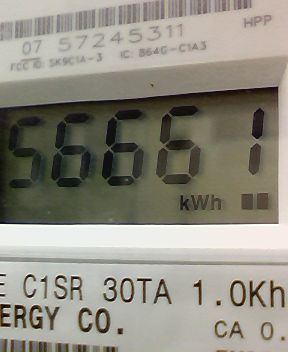 HPP
07 57245311
FCC ID: SK9C1A-3 IC: 864G-C1A3
56661
kWh
E C1SR 30TA 1.0Kh
ERGY CO.
CA 0.